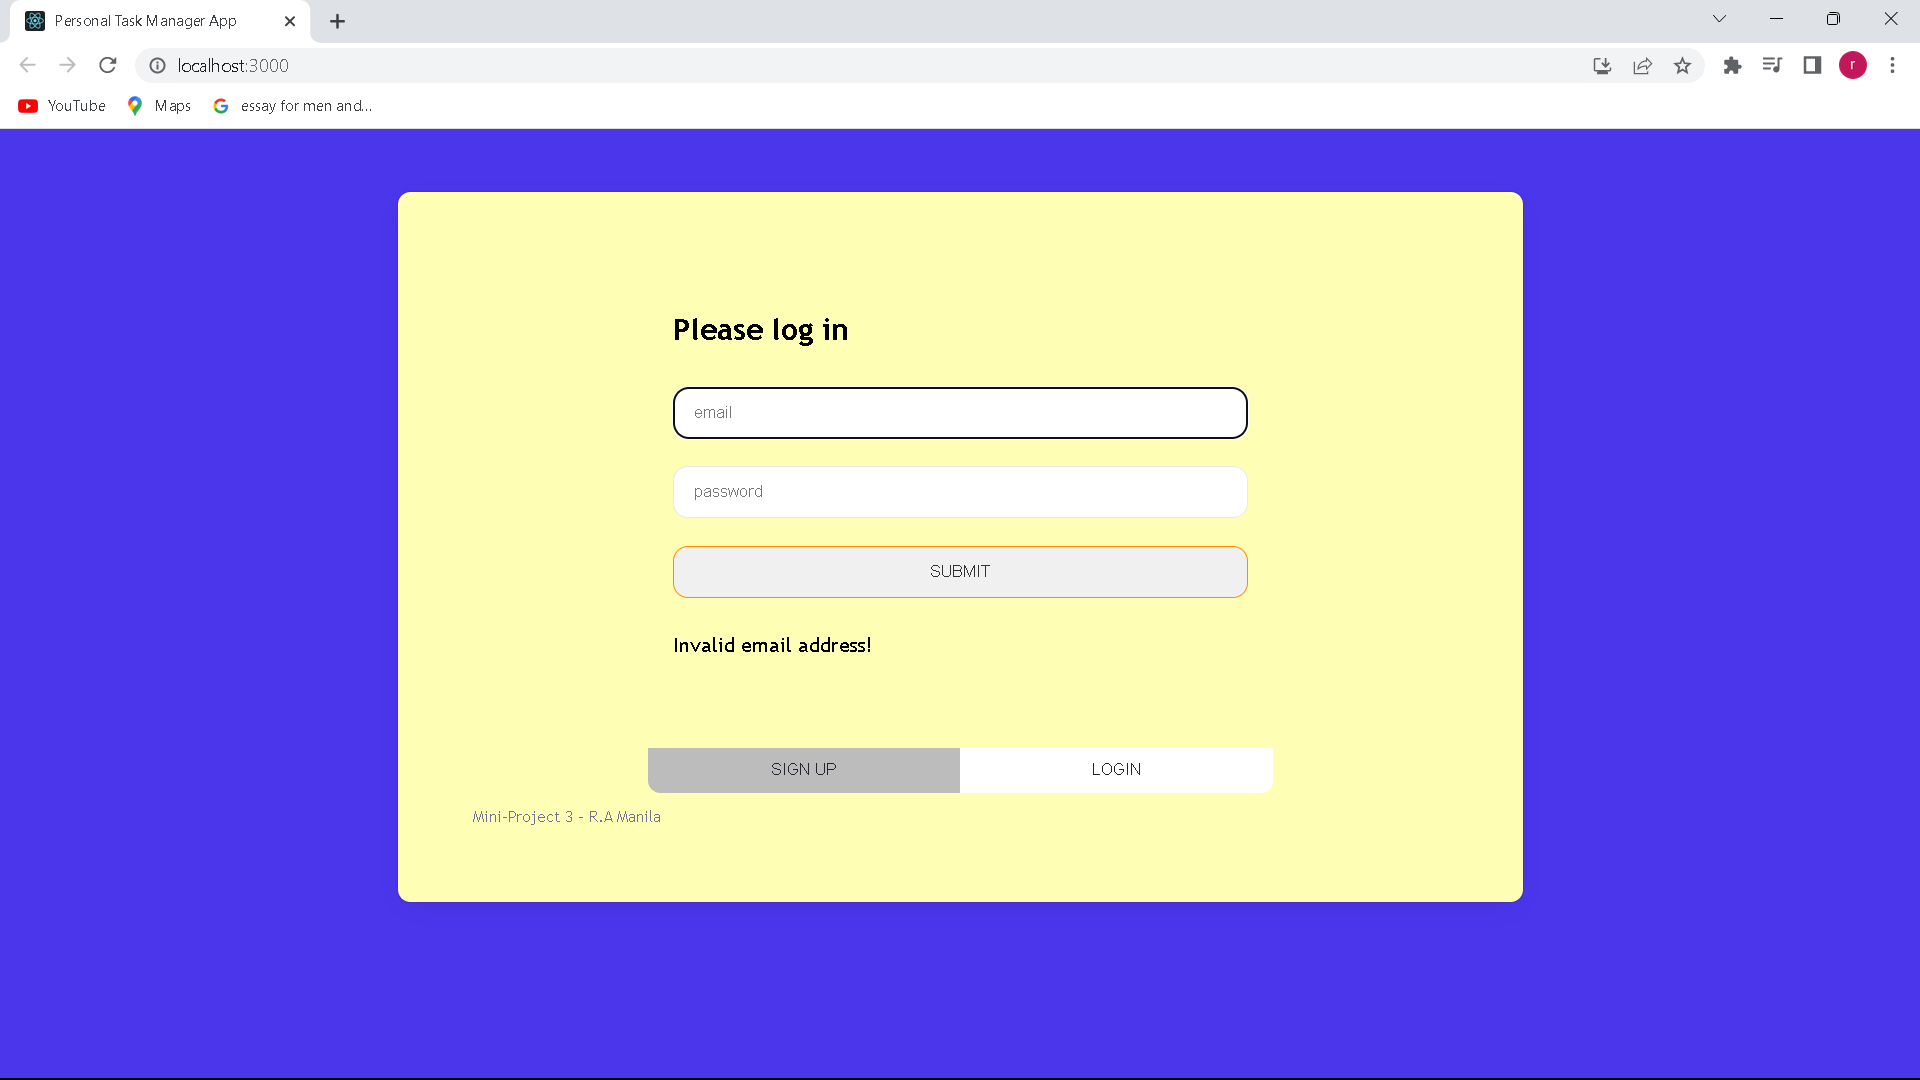 Personal Task Manager App
localhost:3000
r
YouTube
Maps
essay for men and...
Please log in
email
password
SUBMIT
Invalid email address!
SIGN UP
LOGIN
Mini-Project 3 - R.A Manila